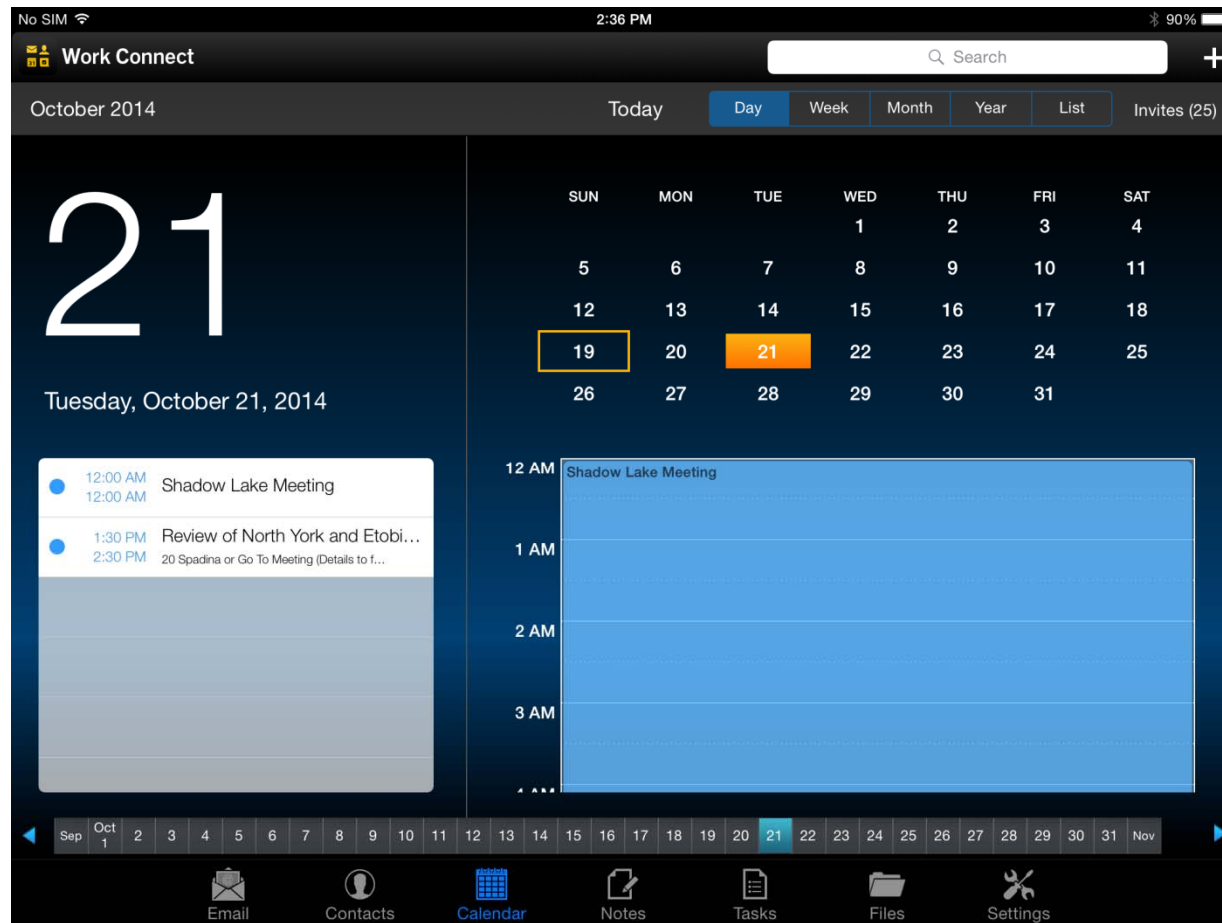 No SIM 2:36 PM 90%
Work Connect Search +
October 2014 Today Day Week Month Year List Invites (25)
21
Tuesday, October 21, 2014
SUN MON TUE WED THU FRI SAT
1 2 3 4
5 6 7 8 9 10 11
12 13 14 15 16 17 18
19 20 21 22 23 24 25
26 27 28 29 30 31
12:00 AM
12:00 AM
Shadow Lake Meeting
1:30 PM
2:30 PM
Review of North York and Etobi...
20 Spadina or Go To Meeting (Details to f...
12 AM Shadow Lake Meeting
1 AM
2 AM
3 AM
Sep Oct 1 2 3 4 5 6 7 8 9 10 11 12 13 14 15 16 17 18 19 20 21 22 23 24 25 26 27 28 29 30 31 Nov
Email Contacts Calendar Notes Tasks Files Settings